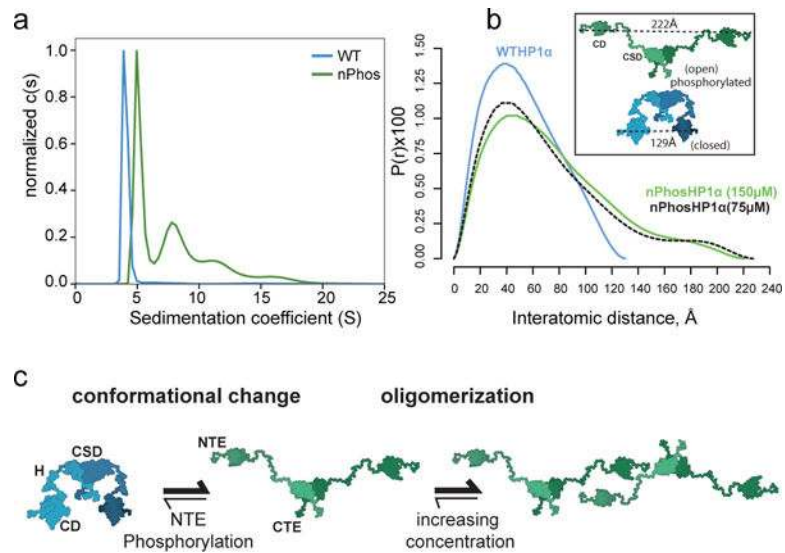 a
normalized c(s)
1.0
0.8
0.6
0.4
0.2
0.0
0
5
10
15
20
25
Sedimentation coefficient (S)
WT
nPhos
b
P(r)x100
1.50
1.25
1.00
0.75
0.50
0.25
0.00
0 20 40 60 80 100 120 140 160 180 200 220 240
Interatomic distance, Å
WTHP1α
nPhosHP1α (150μM)
nPhosHP1α(75μM)
CD
222Å
CSD
(open)
phosphorylated
129Å
(closed)
c
conformational change
oligomerization
CSD
H
CD
NTE
Phosphorylation
NTE
CTE
increasing
concentration